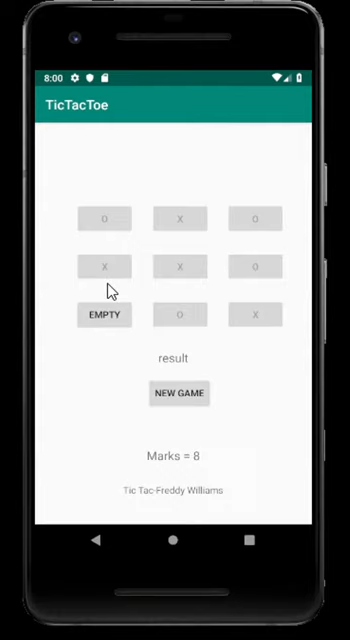 8:00
TicTacToe
O X O
X X O
EMPTY O X
result
NEW GAME
Marks = 8
Tic Tac-Freddy Williams